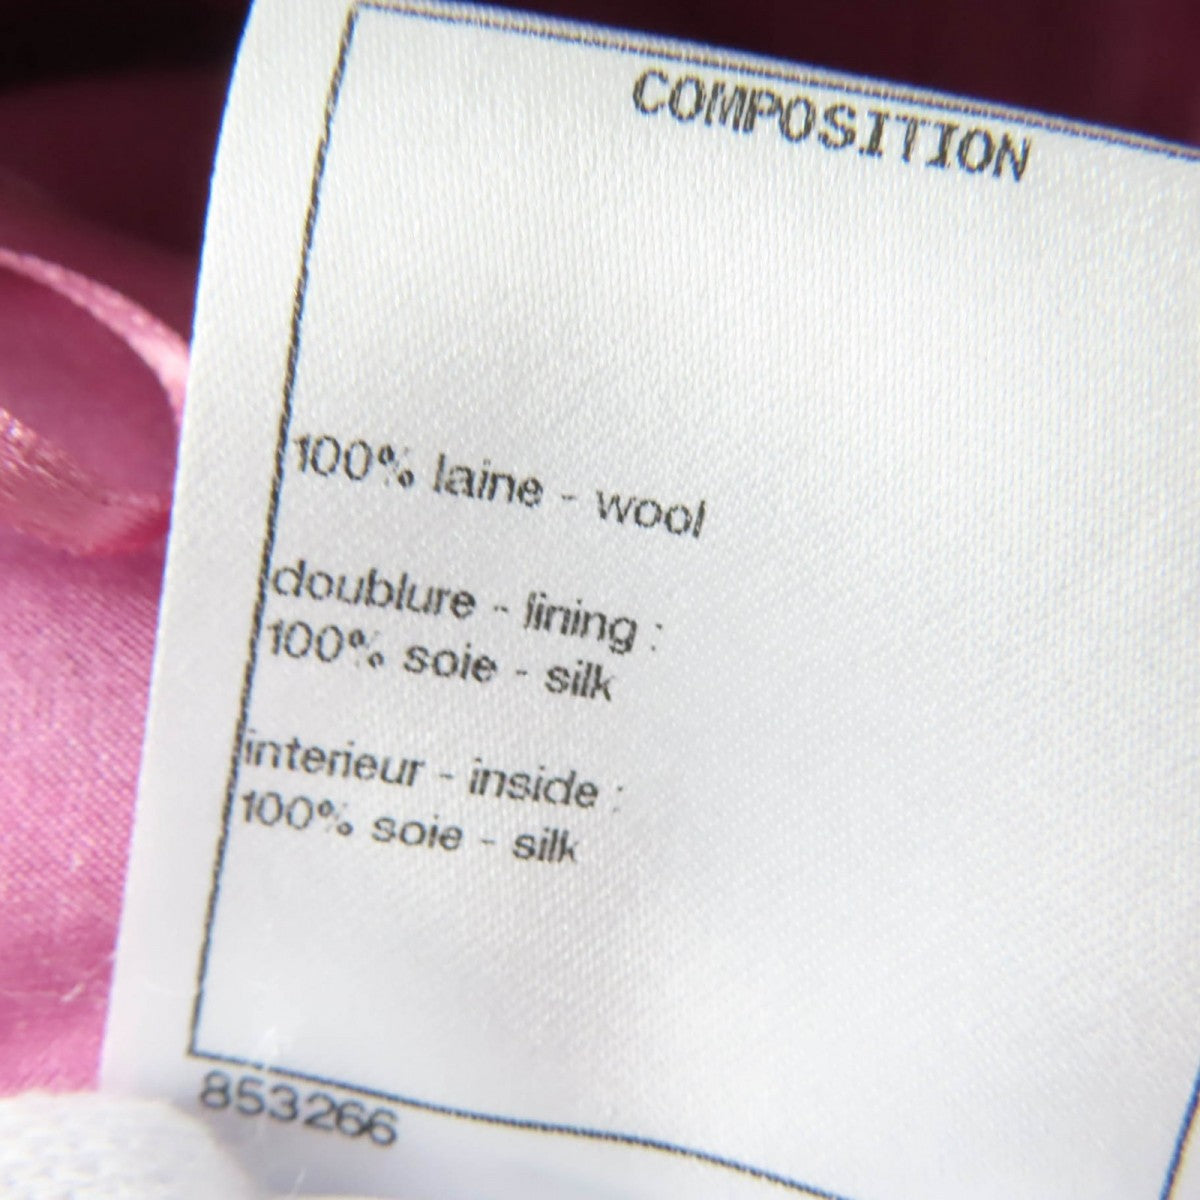 COMPOSITION
100% laine - wool
doublure - lining :
100% soie - silk
interieur - inside :
100% soie - silk
853266